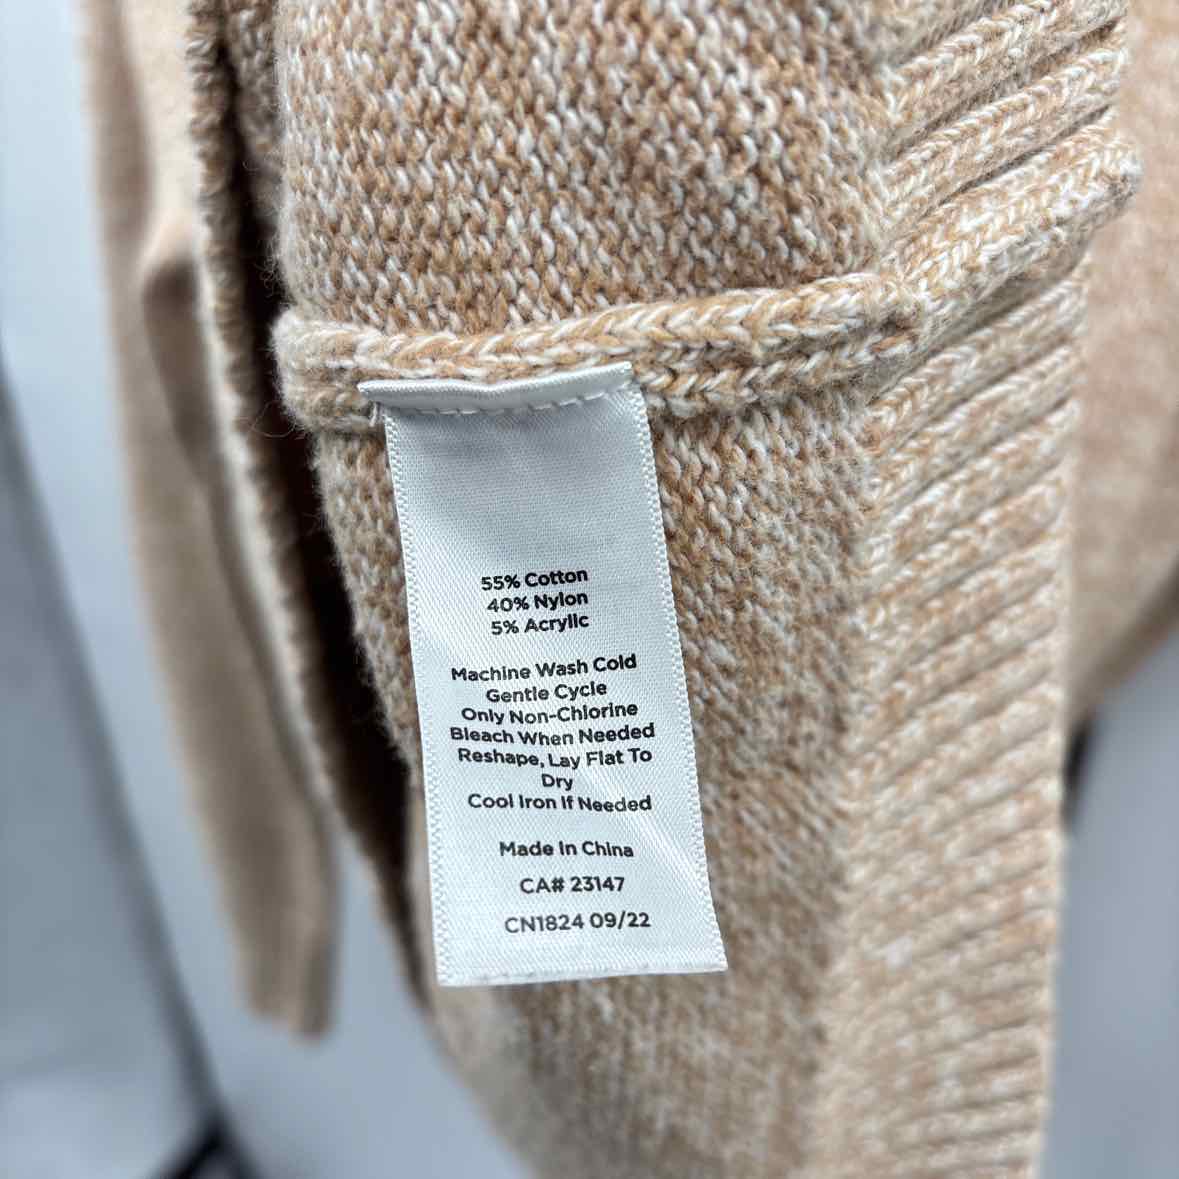 55% Cotton
40% Nylon
5% Acrylic
Machine Wash Cold
Gentle Cycle
Only Non-Chlorine
Bleach When Needed
Reshape, Lay Flat To
Dry
Cool Iron If Needed
Made In China
CA# 23147
CN1824 09/22